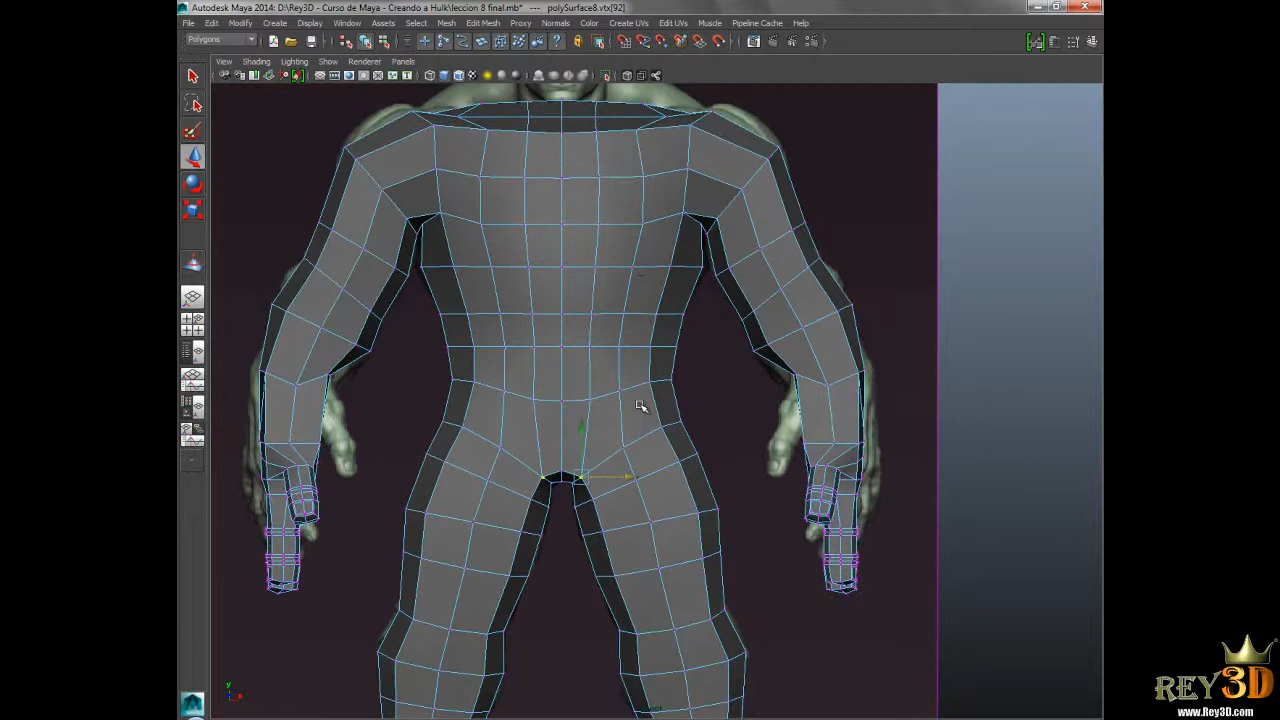 Autodesk Maya 2014: D:\Rey3D - Curso de Maya - Creando a Hulk\leccion 8 final.mb* --- polySurface8.vtx[92]
File Edit Modify Create Display Window Assets Select Mesh Edit Mesh Proxy Normals Color Create UVs Edit UVs Muscle Pipeline Cache Help
Polygons
View Shading Lighting Show Renderer Panels
y
REY3D
www.Rey3D.com